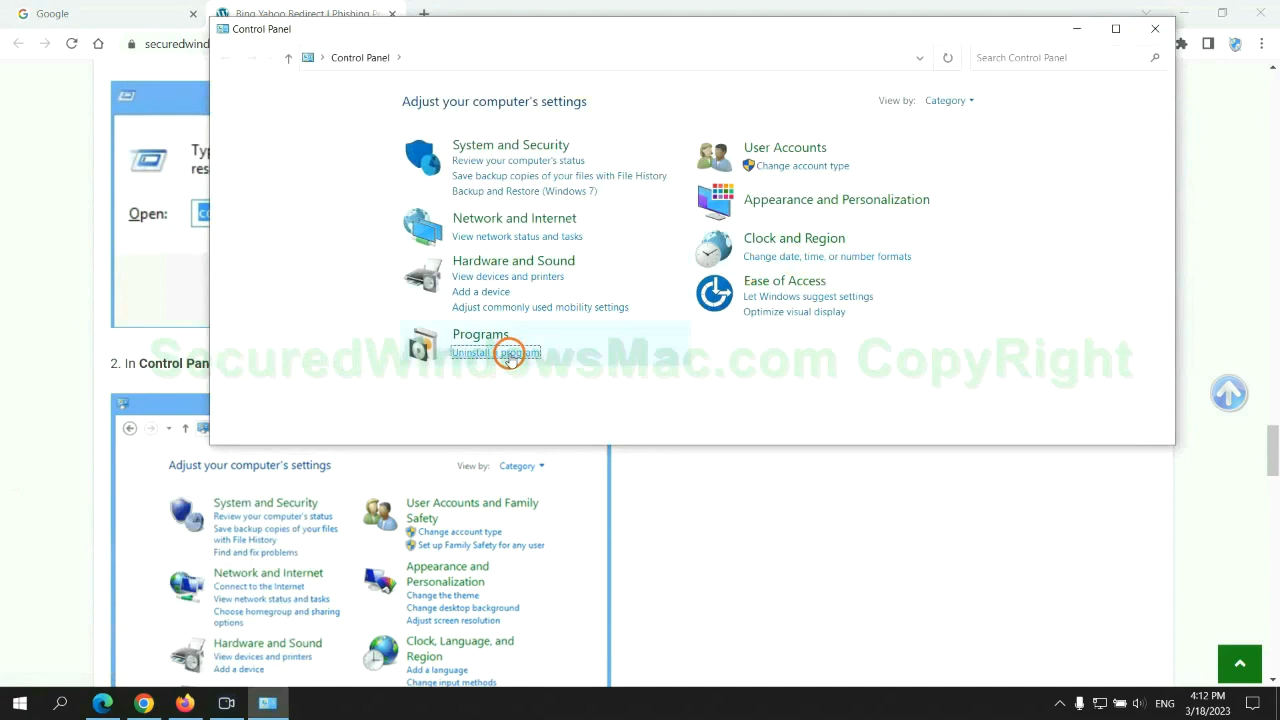 Google
Bing Yahoo Redirect Phishing
securedwind
Control Panel
Control Panel
Search Control Panel
Adjust your computer's settings
View by: Category
System and Security
Review your computer's status
Save backup copies of your files with File History
Backup and Restore (Windows 7)
Network and Internet
View network status and tasks
Hardware and Sound
View devices and printers
Add a device
Adjust commonly used mobility settings
Programs
Uninstall a program
User Accounts
Change account type
Appearance and Personalization
Clock and Region
Change date, time, or number formats
Ease of Access
Let Windows suggest settings
Optimize visual display
Open:
SecuredWindowsMac.com CopyRight
2. In Control Pan
Adjust your computer's settings
View by: Category
System and Security
Review your computer's status
Save backup copies of your files
with File History
Find and fix problems
Network and Internet
Connect to the Internet
View network status and tasks
Choose homegroup and sharing
options
Hardware and Sound
View devices and printers
Add a device
User Accounts and Family
Safety
Change account type
Set up Family Safety for any user
Appearance and
Personalization
Change the theme
Change desktop background
Adjust screen resolution
Clock, Language, and
Region
Add a language
Change input methods
ENG
4:12 PM
3/18/2023